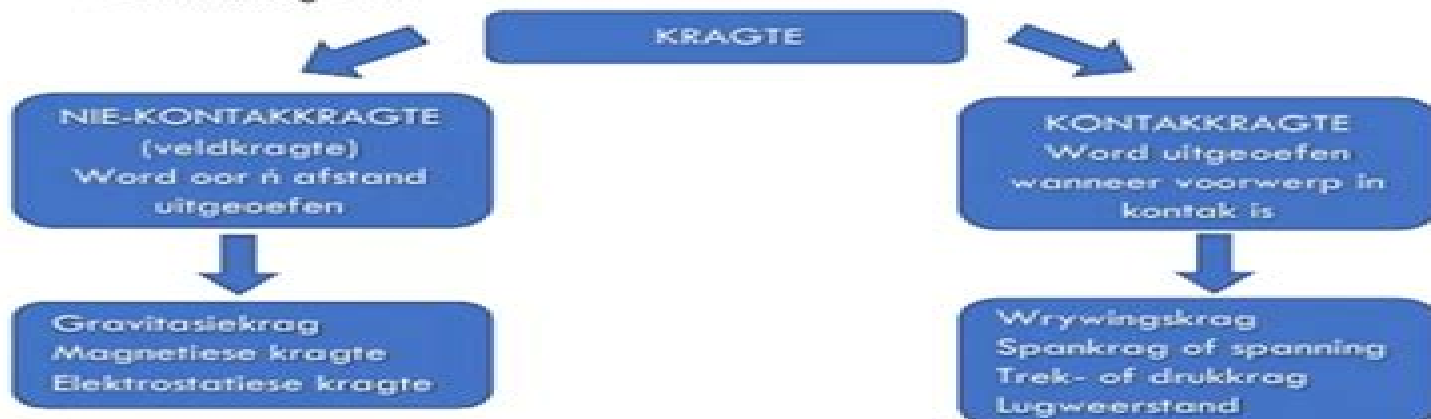 KRAGTE
NIE-KONTAKKRAGTE
(veldkragte)
Word oor ń afstand
uitgeoefen
KONTAKKRAGTE
Word uitgeoefen
wanneer voorwerp in
kontak is
Gravitasiekrag
Magnetiese kragte
Elektrostatiese kragte
Wrywingskrag
Spankrag of spanning
Trek- of drukkrag
Lugweerstand